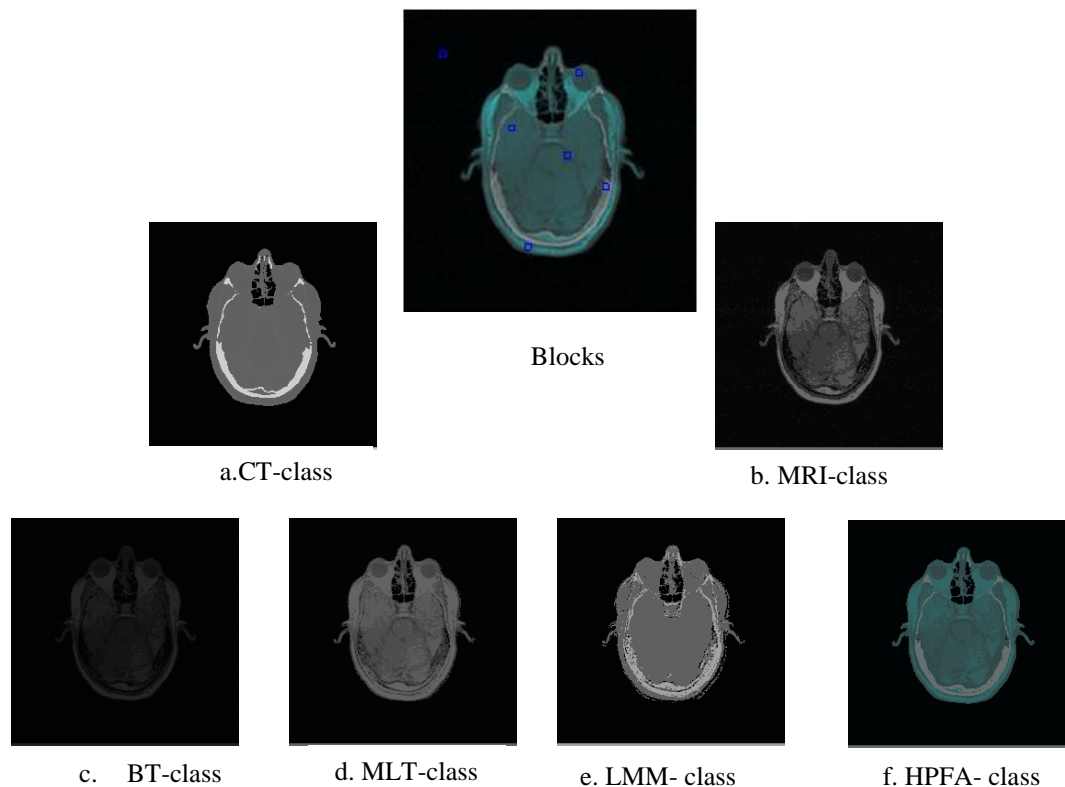 Blocks
a.CT-class
b. MRI-class
c. BT-class
d. MLT-class
e. LMM- class
f. HPFA- class